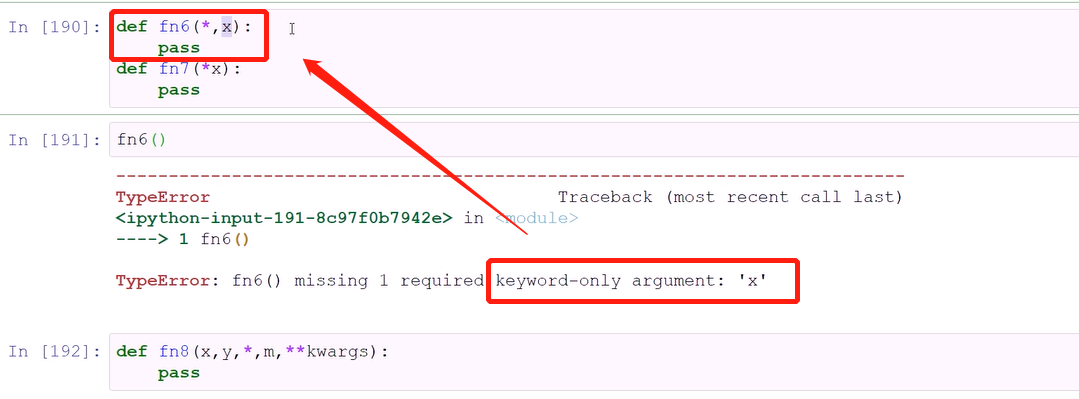 In [190]: def fn6(*,x):
pass
def fn7(*x):
pass
In [191]: fn6()
---------------------------------------------------------------------------
TypeError Traceback (most recent call last)
<ipython-input-191-8c97f0b7942e> in <module>
----> 1 fn6()
TypeError: fn6() missing 1 required keyword-only argument: 'x'
In [192]: def fn8(x,y,*,m,**kwargs):
pass